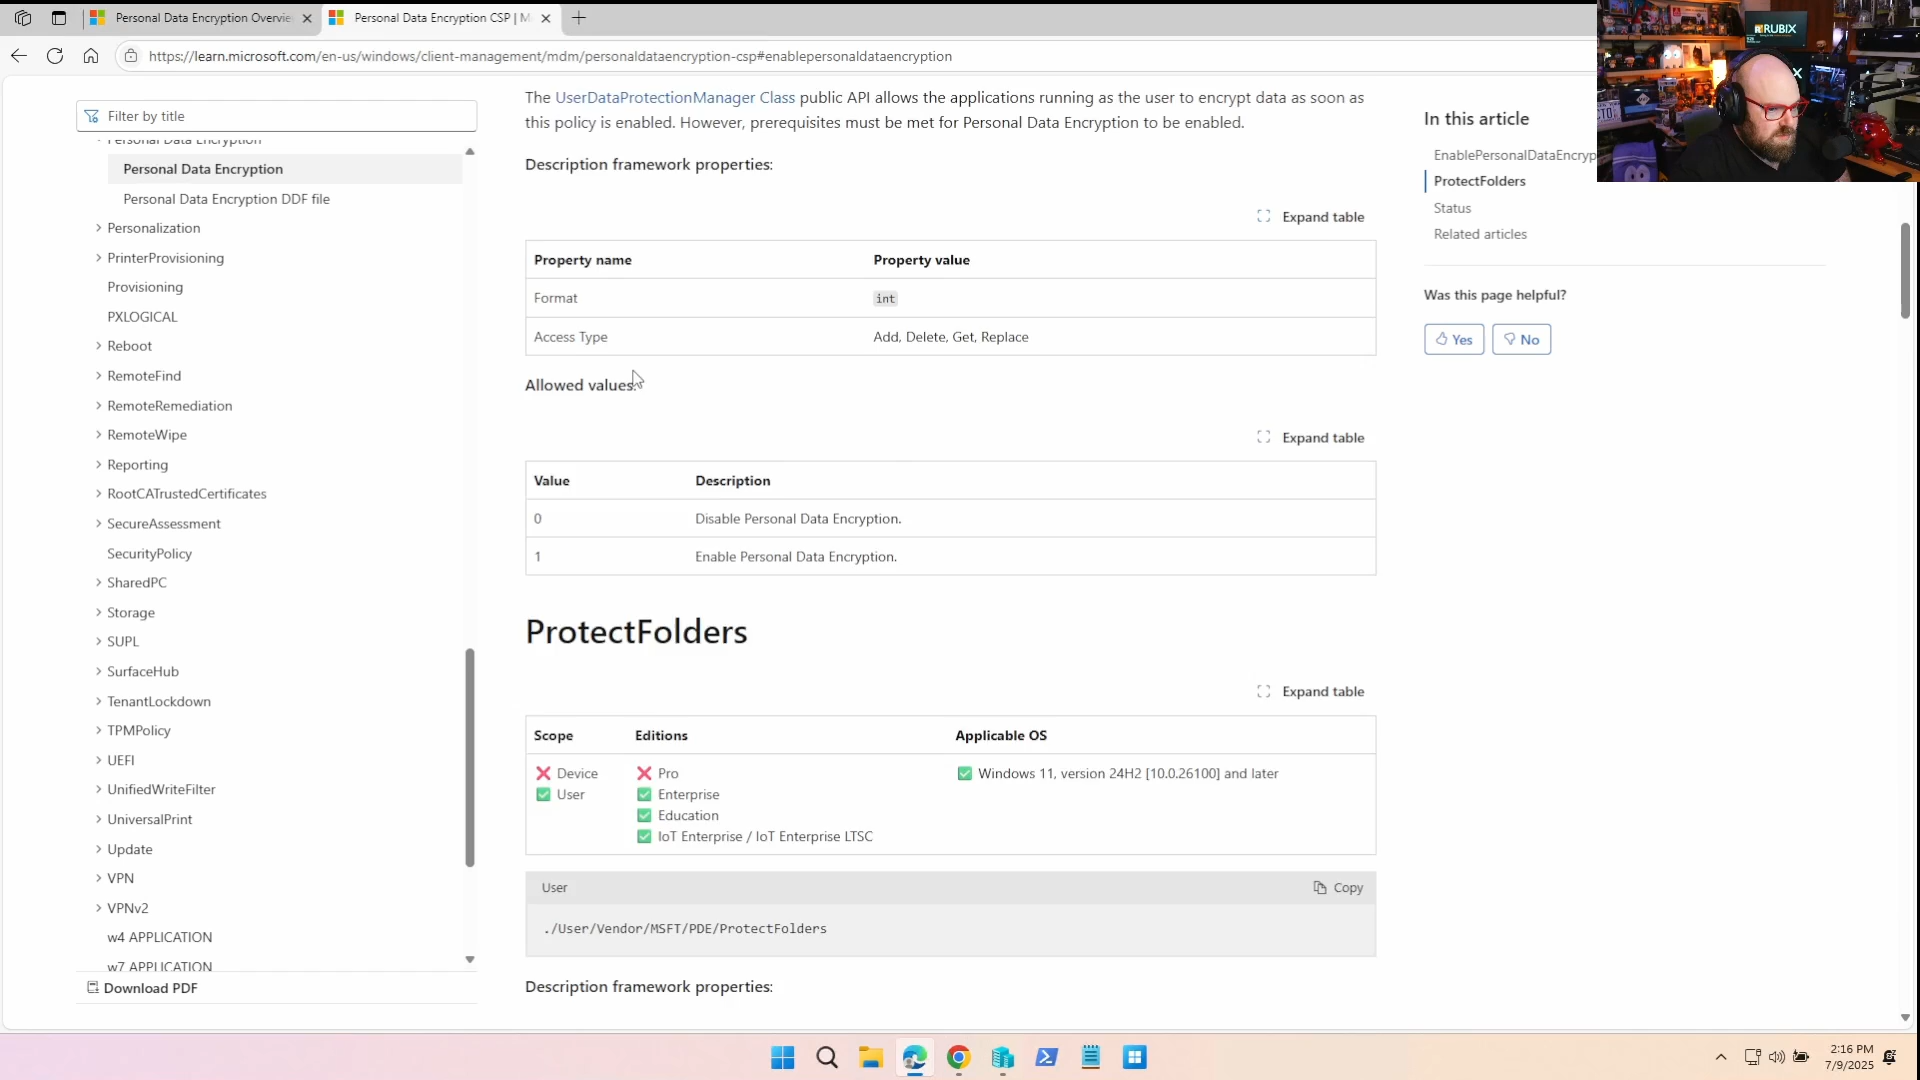 Personal Data Encryption Overvie
Personal Data Encryption CSP | M
https://learn.microsoft.com/en-us/windows/client-management/mdm/personaldataencryption-csp#enablepersonaldataencryption
RUBIX
Filter by title
Personal Data Encryption
Personal Data Encryption
Personal Data Encryption DDF file
Personalization
PrinterProvisioning
Provisioning
PXLOGICAL
Reboot
RemoteFind
RemoteRemediation
RemoteWipe
Reporting
RootCATrustedCertificates
SecureAssessment
SecurityPolicy
SharedPC
Storage
SUPL
SurfaceHub
TenantLockdown
TPMPolicy
UEFI
UnifiedWriteFilter
UniversalPrint
Update
VPN
VPNv2
w4 APPLICATION
w7 APPLICATION
Download PDF
The UserDataProtectionManager Class public API allows the applications running as the user to encrypt data as soon as
this policy is enabled. However, prerequisites must be met for Personal Data Encryption to be enabled.
Description framework properties:
Expand table
Property name Property value
Format int
Access Type Add, Delete, Get, Replace
Allowed values:
Expand table
Value Description
0 Disable Personal Data Encryption.
1 Enable Personal Data Encryption.
ProtectFolders
Expand table
Scope Editions Applicable OS
❌ Device ❌ Pro ✅ Windows 11, version 24H2 [10.0.26100] and later
✅ User ✅ Enterprise
✅ Education
✅ IoT Enterprise / IoT Enterprise LTSC
User Copy
./User/Vendor/MSFT/PDE/ProtectFolders
Description framework properties:
In this article
EnablePersonalDataEncryp
ProtectFolders
Status
Related articles
Was this page helpful?
Yes No
2:16 PM
7/9/2025